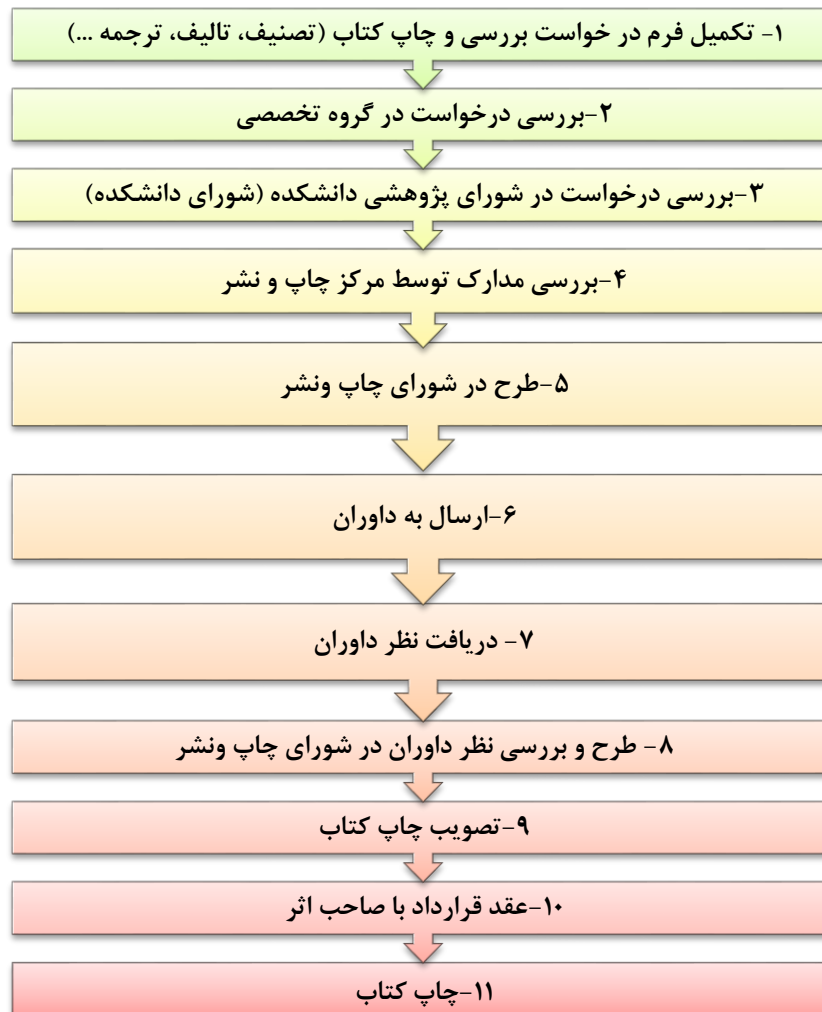 ۱- تکمیل فرم در خواست بررسی و چاپ کتاب (تصنیف، تالیف، ترجمه ...)
۲-بررسی درخواست در گروه تخصصی
۳-بررسی درخواست در شورای پژوهشی دانشکده (شورای دانشکده)
۴-بررسی مدارک توسط مرکز چاپ و نشر
۵-طرح در شورای چاپ ونشر
۶-ارسال به داوران
۷- دریافت نظر داوران
۸- طرح و بررسی نظر داوران در شورای چاپ ونشر
۹-تصویب چاپ کتاب
۱۰-عقد قرارداد با صاحب اثر
۱۱-چاپ کتاب